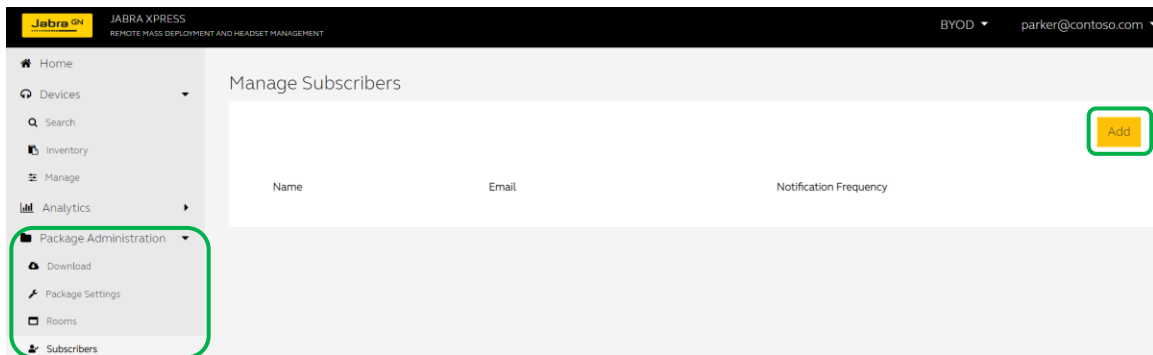 Jabra GN
JABRA XPRESS
REMOTE MASS DEPLOYMENT AND HEADSET MANAGEMENT
BYOD
parker@contoso.com
Home
Devices
Search
Inventory
Manage
Analytics
Package Administration
Download
Package Settings
Rooms
Subscribers
Manage Subscribers
Add
Name Email Notification Frequency